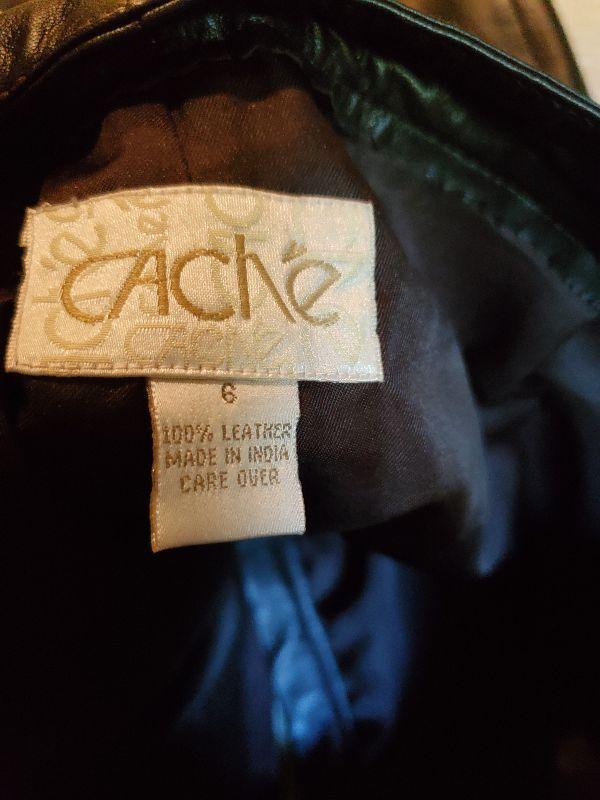 CAChé
6
100% LEATHER
MADE IN INDIA
CARE OVER